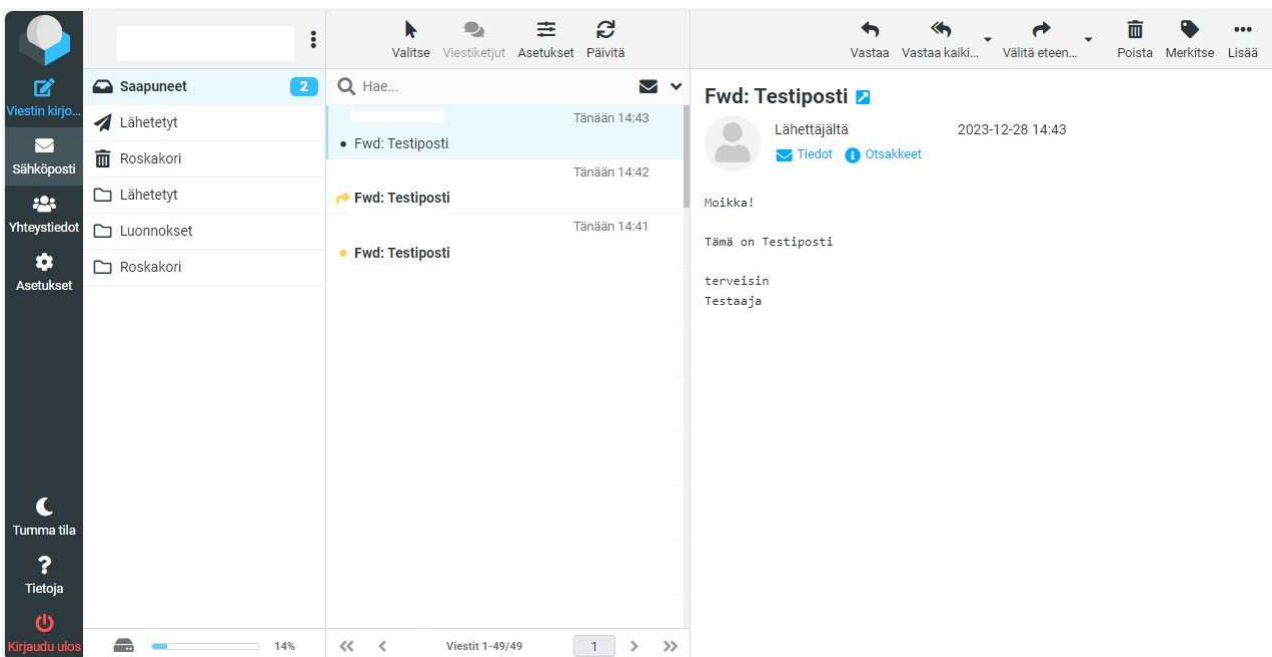 Viestin kirjo...
Sähköposti
Yhteystiedot
Asetukset
Tumma tila
Tietoja
Kirjaudu ulos
Saapuneet 2
Lähetetyt
Roskakori
Lähetetyt
Luonnokset
Roskakori
14%
Valitse Viestiketjut Asetukset Päivitä
Hae...
Tänään 14:43
Fwd: Testiposti
Tänään 14:42
Fwd: Testiposti
Tänään 14:41
Fwd: Testiposti
Viestit 1-49/49 1
Vastaa Vastaa kaiki... Välitä eteen... Poista Merkitse Lisää
Fwd: Testiposti
Lähettäjältä 2023-12-28 14:43
Tiedot Otsakkeet
Moikka!
Tämä on Testiposti
terveisin
Testaaja